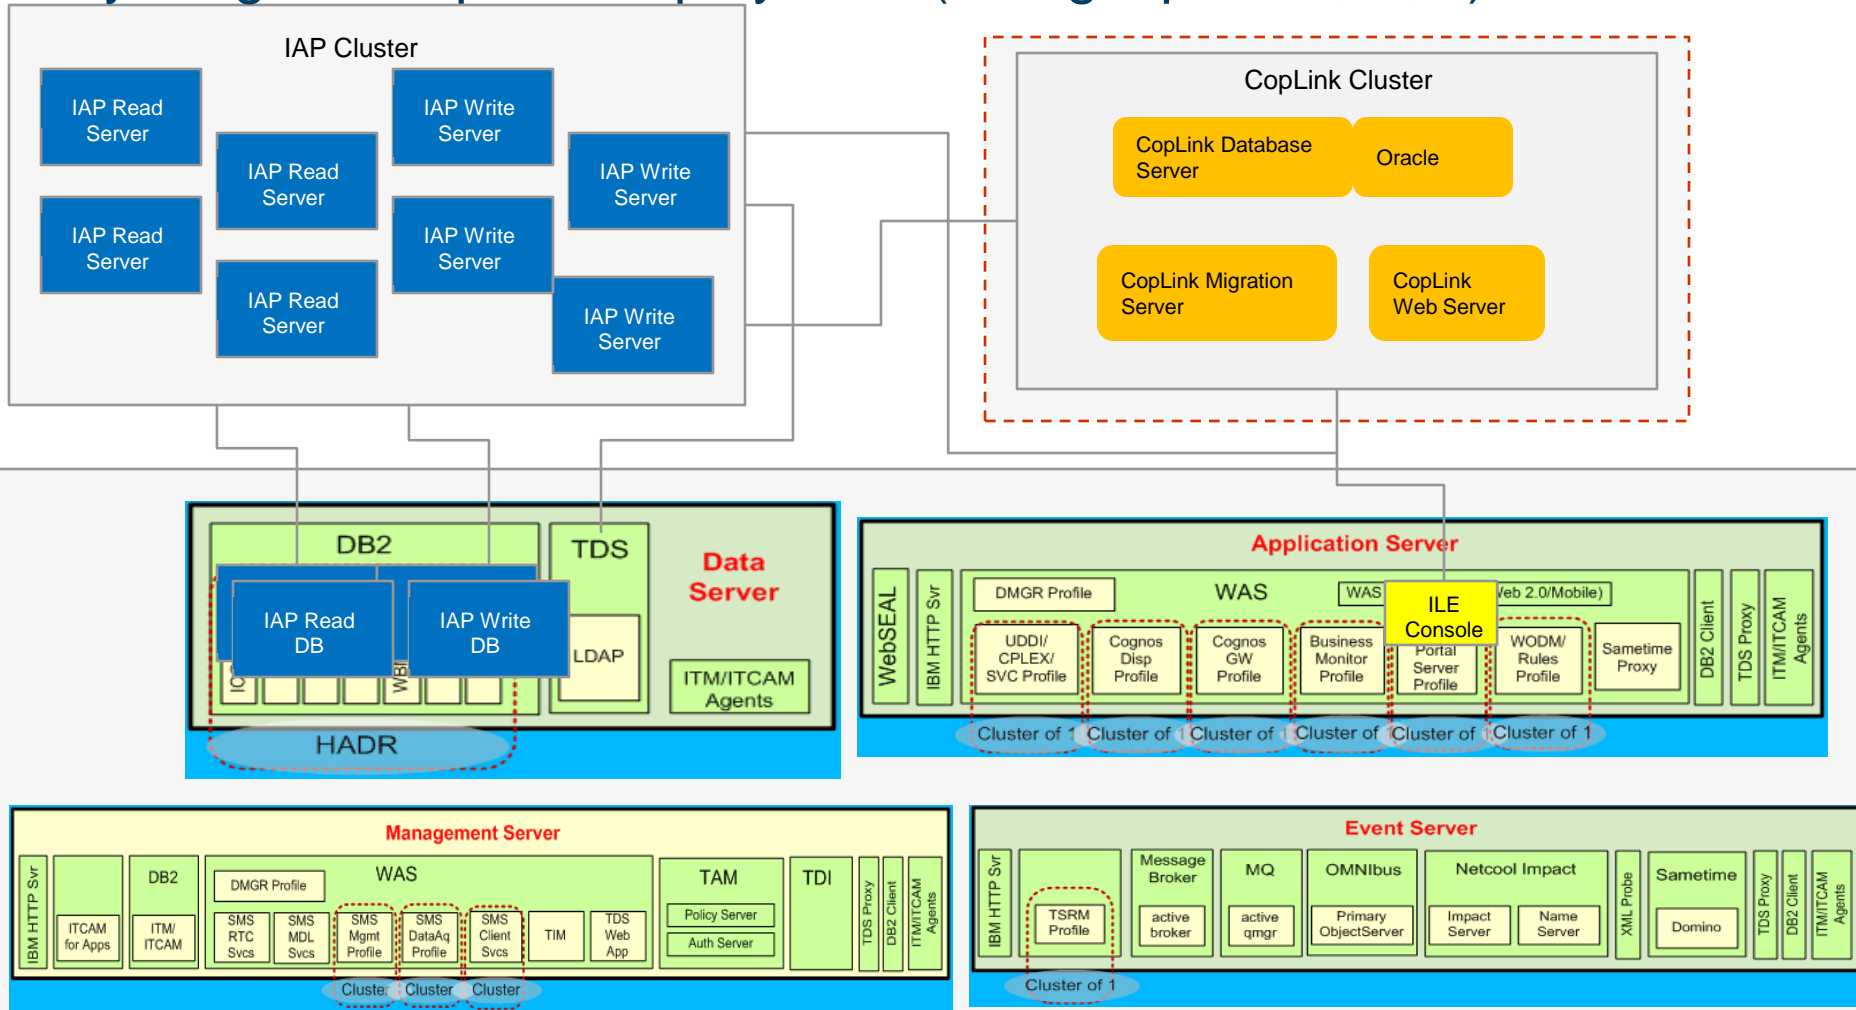 IAP Cluster
IAP Read
Server
IAP Write
Server
IAP Read
Server
IAP Write
Server
IAP Read
Server
IAP Write
Server
IAP Read
Server
IAP Write
Server
CopLink Cluster
CopLink Database
Server
Oracle
CopLink Migration
Server
CopLink
Web Server
DB2
TDS
Data
Server
IAP Read
DB
IAP Write
DB
LDAP
ITM/ITCAM
Agents
HADR
Application Server
WebSEAL
IBM HTTP Svr
DMGR Profile
WAS
WAS
Web 2.0/Mobile)
ILE
Console
UDDI/
CPLEX/
SVC Profile
Cognos
Disp
Profile
Cognos
GW
Profile
Business
Monitor
Profile
Portal
Server
Profile
WODM/
Rules
Profile
Sametime
Proxy
DB2 Client
TDS Proxy
ITM/ITCAM
Agents
Cluster of 1
Cluster of 1
Cluster of 1
Cluster of 1
Cluster of 1
Cluster of 1
Management Server
IBM HTTP Svr
ITCAM
for Apps
DB2
ITM/
ITCAM
WAS
DMGR Profile
SMS
RTC
Svcs
SMS
MDL
Svcs
SMS
Mgmt
Profile
SMS
DataAq
Profile
SMS
Client
Svcs
TIM
TDS
Web
App
TAM
Policy Server
Auth Server
TDI
TDS Proxy
DB2 Client
ITM/ITCAM
Agents
Cluster
Cluster
Cluster
Event Server
IBM HTTP Svr
TSRM
Profile
Message
Broker
active
broker
MQ
active
qmgr
OMNIbus
Primary
ObjectServer
Netcool Impact
Impact
Server
Name
Server
XML Probe
Sametime
Domino
TDS Proxy
DB2 Client
ITM/ITCAM
Agents
Cluster of 1